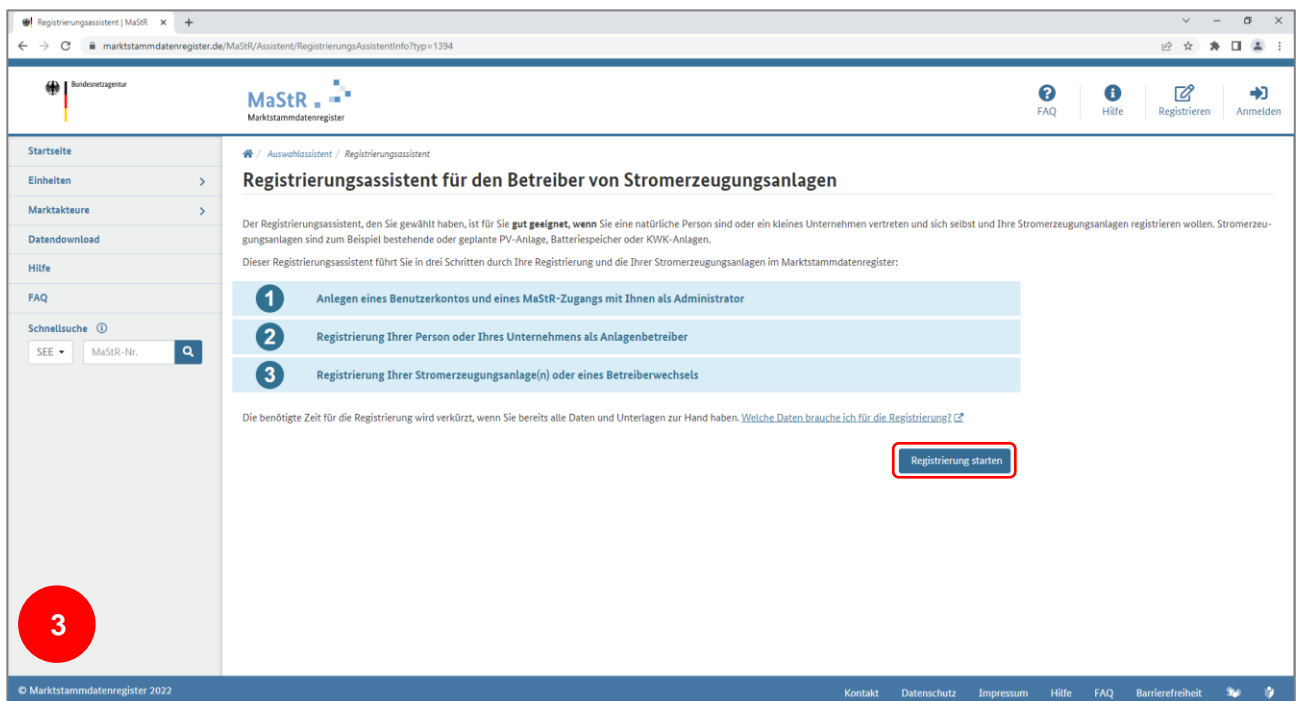 Registrierungsassistent | MaStR
marktstammdatenregister.de/MaStR/Assistent/RegistrierungsAssistentInfo?typ=1394
Bundesnetzagentur
MaStR
Marktstammdatenregister
FAQ
Hilfe
Registrieren
Anmelden
Startseite
Einheiten
Marktakteure
Datendownload
Hilfe
FAQ
Schnellsuche
SEE
MaStR-Nr.
/ Auswahlassistent / Registrierungsassistent
Registrierungsassistent für den Betreiber von Stromerzeugungsanlagen
Der Registrierungsassistent, den Sie gewählt haben, ist für Sie gut geeignet, wenn Sie eine natürliche Person sind oder ein kleines Unternehmen vertreten und sich selbst und Ihre Stromerzeugungsanlagen registrieren wollen. Stromerzeu-
gungsanlagen sind zum Beispiel bestehende oder geplante PV-Anlage, Batteriespeicher oder KWK-Anlagen.
Dieser Registrierungsassistent führt Sie in drei Schritten durch Ihre Registrierung und die Ihrer Stromerzeugungsanlagen im Marktstammdatenregister:
1 Anlegen eines Benutzerkontos und eines MaStR-Zugangs mit Ihnen als Administrator
2 Registrierung Ihrer Person oder Ihres Unternehmens als Anlagenbetreiber
3 Registrierung Ihrer Stromerzeugungsanlage(n) oder eines Betreiberwechsels
Die benötigte Zeit für die Registrierung wird verkürzt, wenn Sie bereits alle Daten und Unterlagen zur Hand haben. Welche Daten brauche ich für die Registrierung?
Registrierung starten
3
© Marktstammdatenregister 2022
Kontakt Datenschutz Impressum Hilfe FAQ Barrierefreiheit